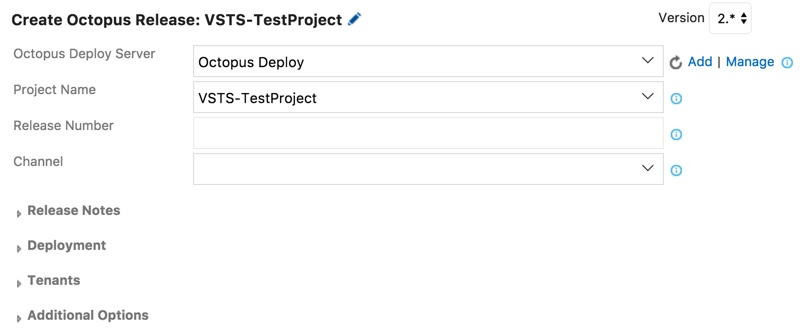 Create Octopus Release: VSTS-TestProject
Version 2.*
Octopus Deploy Server Octopus Deploy Add | Manage
Project Name VSTS-TestProject
Release Number
Channel
Release Notes
Deployment
Tenants
Additional Options